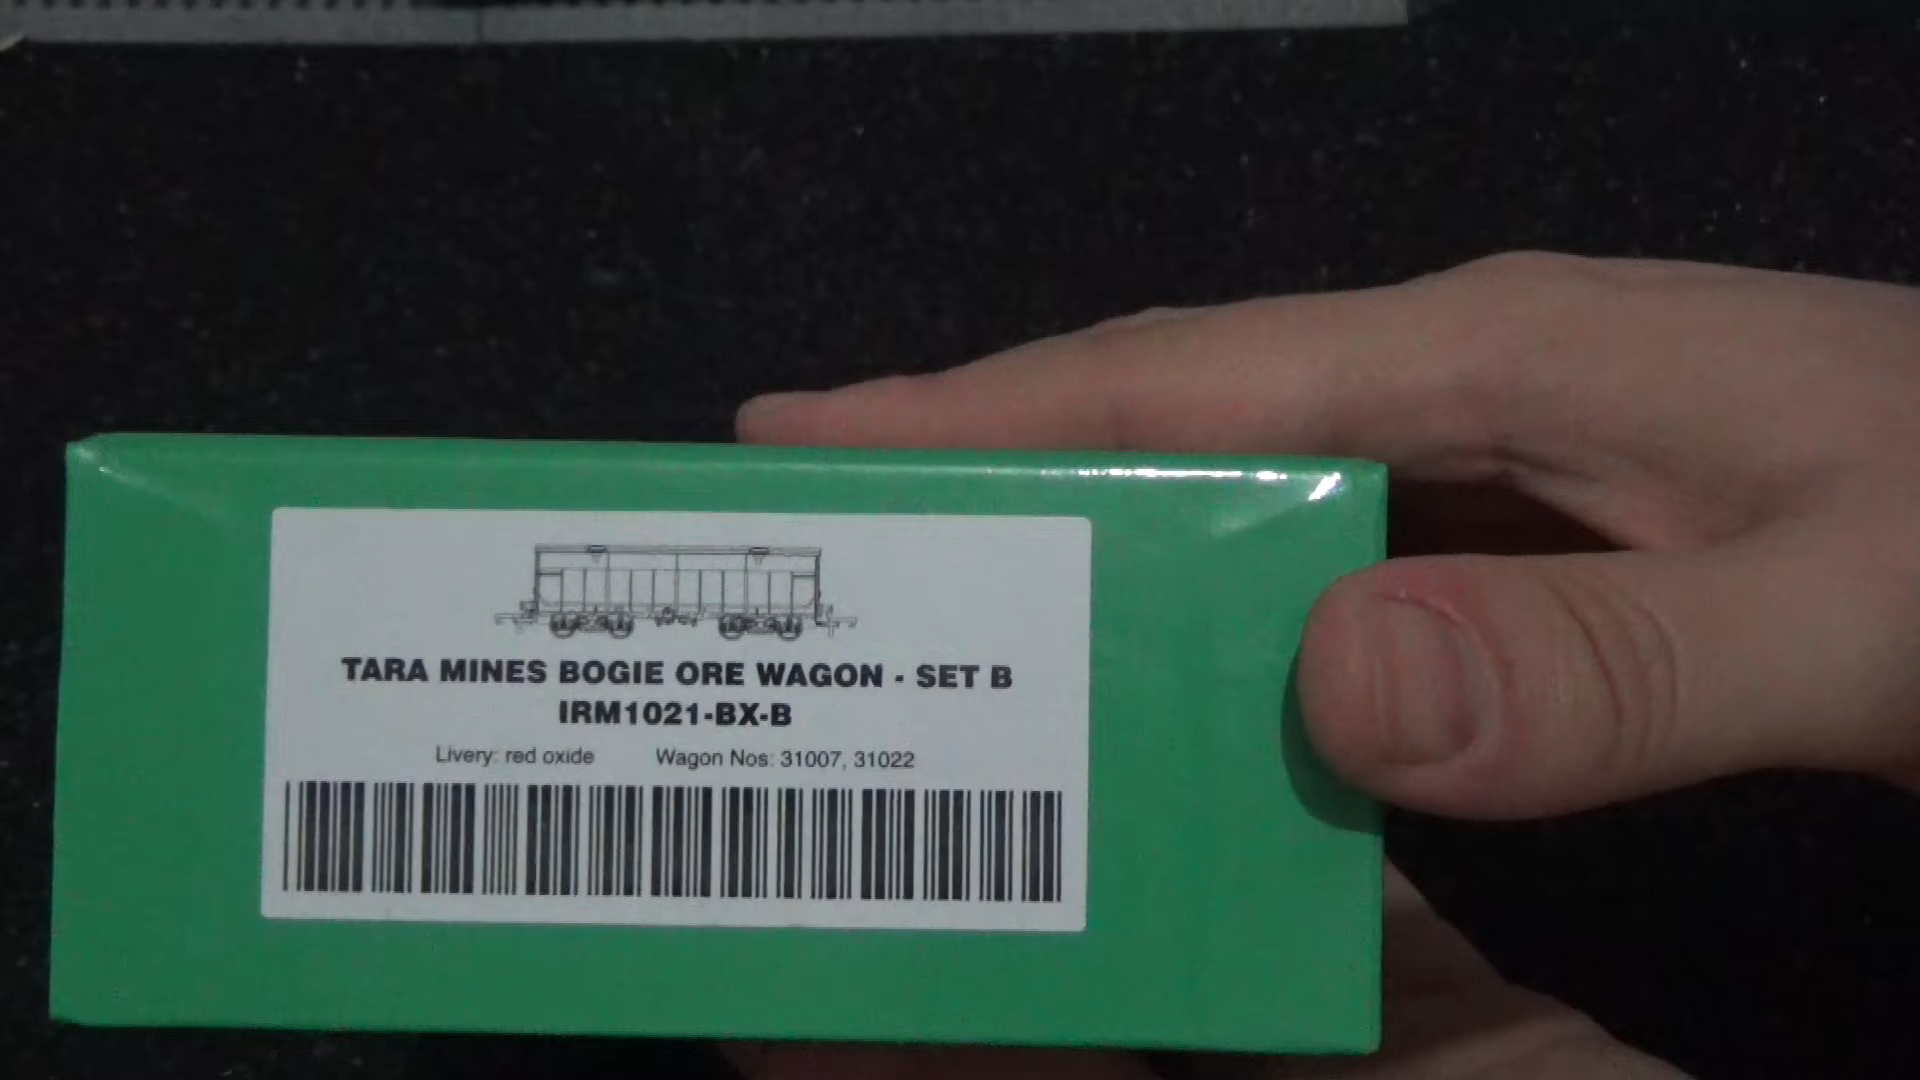 TARA MINES BOGIE ORE WAGON - SET B
IRM1021-BX-B
Livery: red oxide Wagon Nos: 31007, 31022